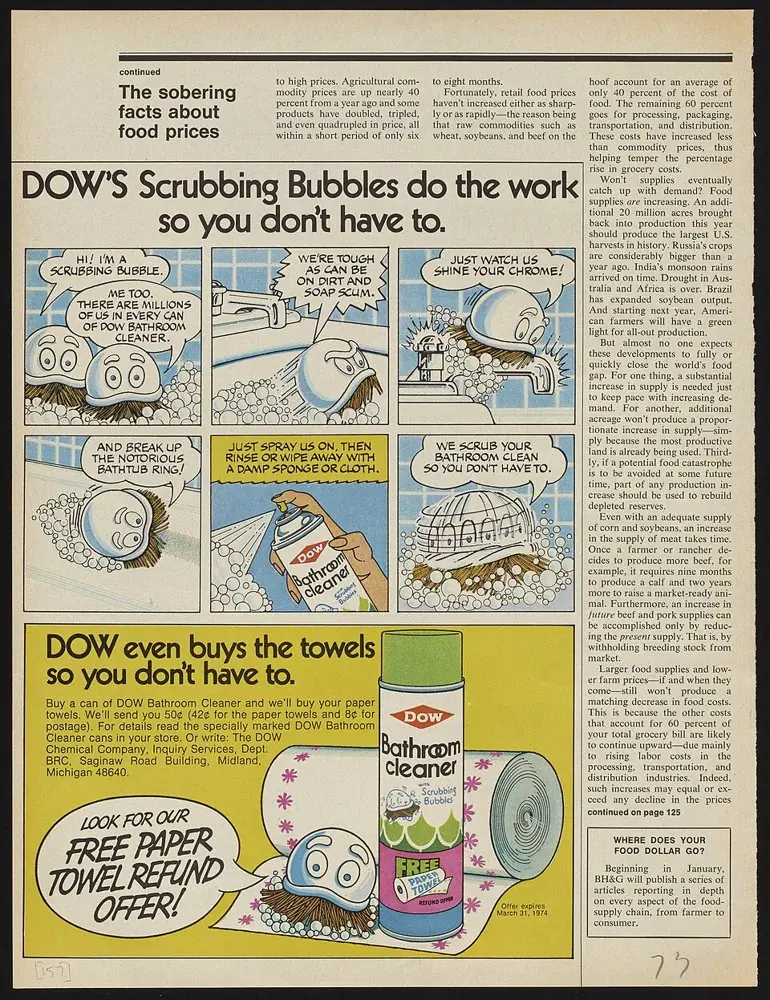 continued
The sobering
facts about
food prices
to high prices. Agricultural com-
modity prices are up nearly 40
percent from a year ago and some
products have doubled, tripled,
and even quadrupled in price, all
within a short period of only six
to eight months.
Fortunately, retail food prices
haven't increased either as sharp-
ly or as rapidly—the reason being
that raw commodities such as
wheat, soybeans, and beef on the
hoof account for an average of
only 40 percent of the cost of
food. The remaining 60 percent
goes for processing, packaging,
transportation, and distribution.
These costs have increased less
than commodity prices, thus
helping temper the percentage
rise in grocery costs.
Won't supplies eventually
catch up with demand? Food
supplies are increasing. An addi-
tional 20 million acres brought
back into production this year
should produce the largest U.S.
harvests in history. Russia's crops
are considerably bigger than a
year ago. India's monsoon rains
arrived on time. Drought in Aus-
tralia and Africa is over. Brazil
has expanded soybean output.
And starting next year, Ameri-
can farmers will have a green
light for all-out production.
But almost no one expects
these developments to fully or
quickly close the world's food
gap. For one thing, a substantial
increase in supply is needed just
to keep pace with increasing de-
mand. For another, additional
acreage won't produce a propor-
tionate increase in supply—sim-
ply because the most productive
land is already being used. Third-
ly, if a potential food catastrophe
is to be avoided at some future
time, part of any production in-
crease should be used to rebuild
depleted reserves.
Even with an adequate supply
of corn and soybeans, an increase
in the supply of meat takes time.
Once a farmer or rancher de-
cides to produce more beef, for
example, it requires nine months
to produce a calf and two years
more to raise a market-ready ani-
mal. Furthermore, an increase in
future beef and pork supplies can
be accomplished only by reduc-
ing the present supply. That is, by
withholding breeding stock from
market.
Larger food supplies and low-
er farm prices—if and when they
come—still won't produce a
matching decrease in food costs.
This is because the other costs
that account for 60 percent of
your total grocery bill are likely
to continue upward—due mainly
to rising labor costs in the
processing, transportation, and
distribution industries. Indeed,
such increases may equal or ex-
ceed any decline in the prices
continued on page 125
WHERE DOES YOUR
FOOD DOLLAR GO?
Beginning in January,
BH&G will publish a series of
articles reporting in depth
on every aspect of the food-
supply chain, from farmer to
consumer.
DOW'S Scrubbing Bubbles do the work
so you don't have to.
HI! I'M A
SCRUBBING BUBBLE.
ME TOO.
THERE ARE MILLIONS
OF US IN EVERY CAN
OF DOW BATHROOM
CLEANER.
WE'RE TOUGH
AS CAN BE
ON DIRT AND
SOAP SCUM.
JUST WATCH US
SHINE YOUR CHROME!
AND BREAK UP
THE NOTORIOUS
BATHTUB RING!
JUST SPRAY US ON, THEN
RINSE OR WIPE AWAY WITH
A DAMP SPONGE OR CLOTH.
DOW
Bathroom
cleaner
with
Scrubbing
Bubbles
WE SCRUB YOUR
BATHROOM CLEAN
SO YOU DON'T HAVE TO.
DOW even buys the towels
so you don't have to.
Buy a can of DOW Bathroom Cleaner and we'll buy your paper
towels. We'll send you 50¢ (42¢ for the paper towels and 8¢ for
postage). For details read the specially marked DOW Bathroom
Cleaner cans in your store. Or write: The DOW
Chemical Company, Inquiry Services, Dept.
BRC, Saginaw Road Building, Midland,
Michigan 48640.
LOOK FOR OUR
FREE PAPER
TOWEL REFUND
OFFER!
DOW
Bathroom
cleaner
with
Scrubbing
Bubbles
FREE
PAPER
TOWEL
REFUND OFFER
Offer expires
March 31, 1974
[157]
73